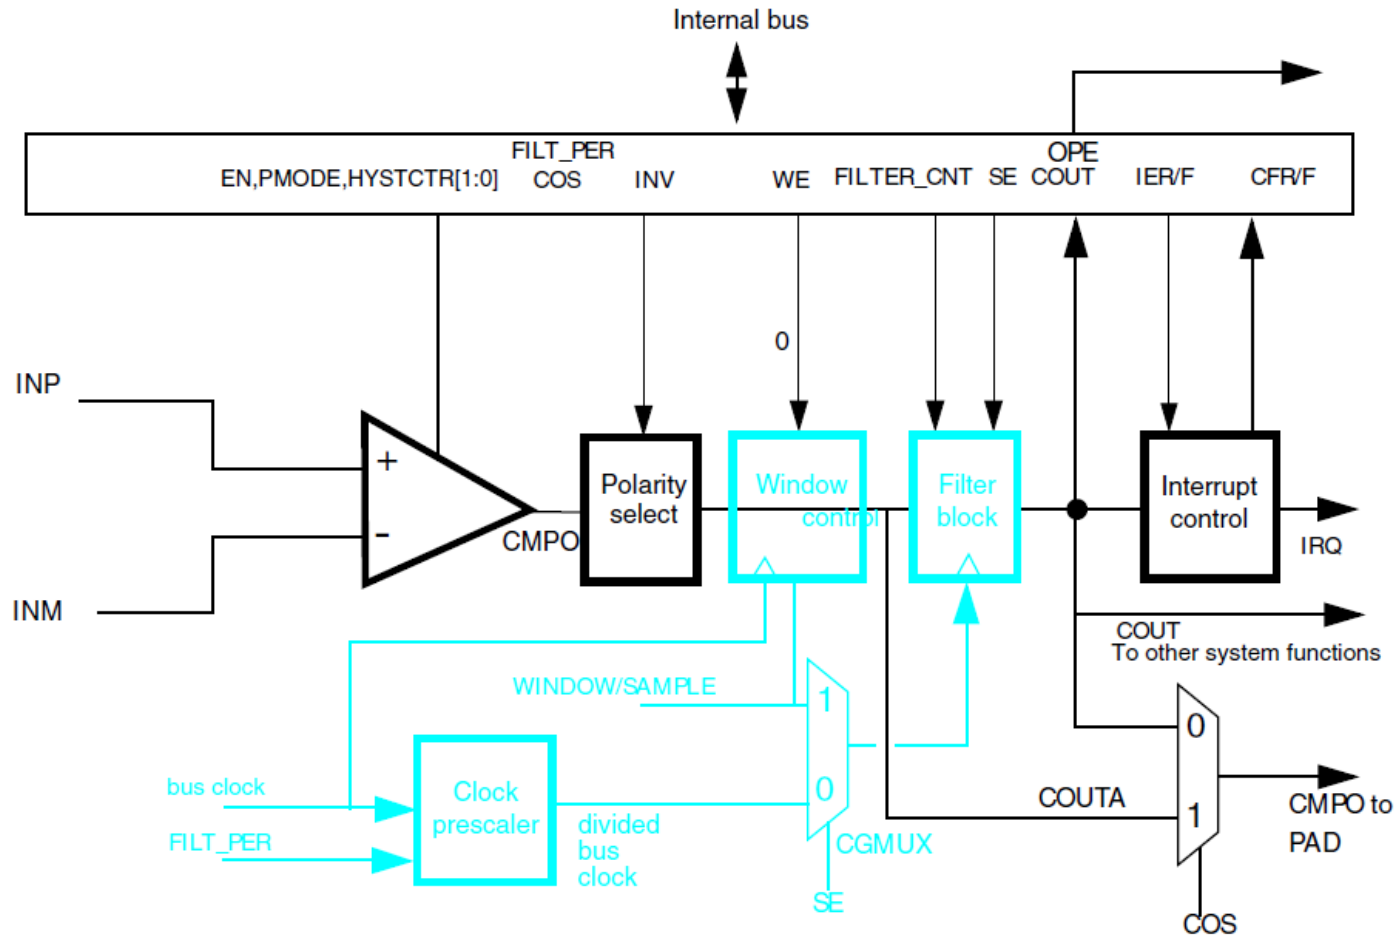 Internal bus
FILT_PER
OPE
EN,PMODE,HYSTCTR[1:0]
COS
INV
WE
FILTER_CNT
SE
COUT
IER/F
CFR/F
0
INP
+
-
INM
CMPO
Polarity
select
Window
control
Filter
block
Interrupt
control
IRQ
COUT
To other system functions
WINDOW/SAMPLE
1
0
CGMUX
SE
bus clock
FILT_PER
Clock
prescaler
divided
bus
clock
COUTA
0
1
CMPO to
PAD
COS